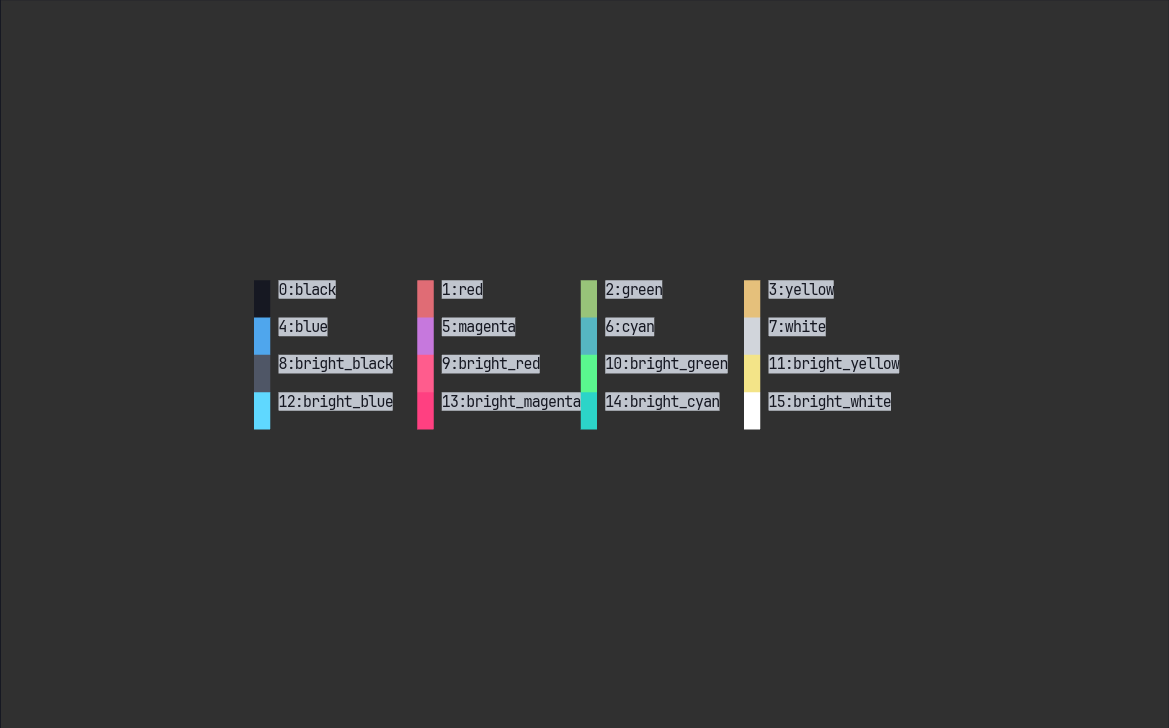 0:black 1:red 2:green 3:yellow
4:blue 5:magenta 6:cyan 7:white
8:bright_black 9:bright_red 10:bright_green 11:bright_yellow
12:bright_blue 13:bright_magenta 14:bright_cyan 15:bright_white